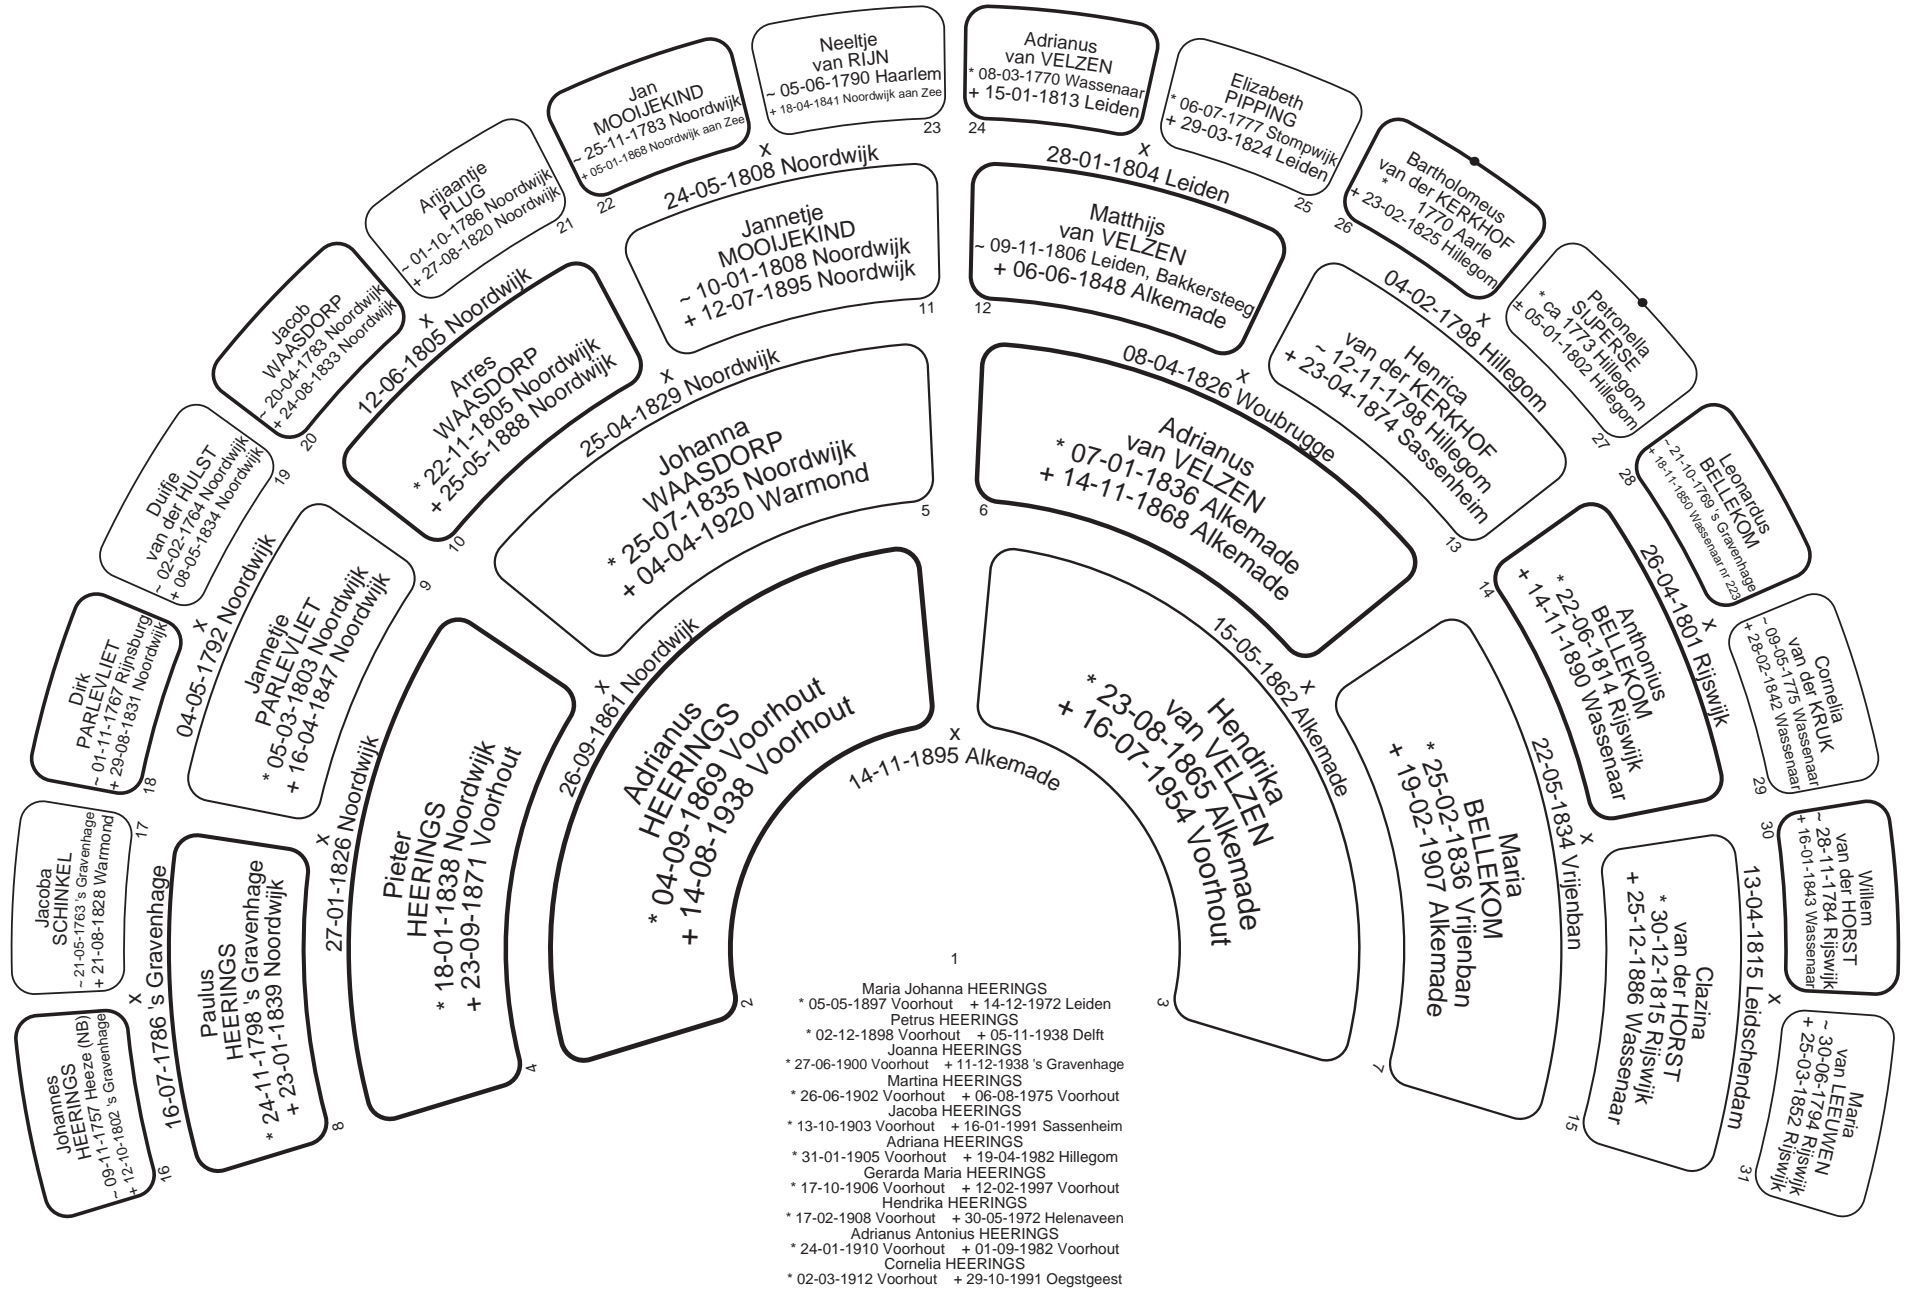 Neeltje
van RIJN
~ 05-06-1790 Haarlem
+ 18-04-1841 Noordwijk aan Zee
23
Adrianus
van VELZEN
* 08-03-1770 Wassenaar
+ 15-01-1813 Leiden
24
Jan
MOOIJEKIND
~ 25-11-1783 Noordwijk
+ 05-01-1868 Noordwijk aan Zee
22
x
24-05-1808 Noordwijk
x
28-01-1804 Leiden
Elizabeth
PIPPING
* 06-07-1777 Stompwijk
+ 29-03-1824 Leiden
25
Arijaantje
PLUG
~ 01-10-1786 Noordwijk
+ 27-08-1820 Noordwijk
21
Bartholomeus
van der KERKHOF
*
1770 Aarle
+ 23-02-1825 Hillegom
26
Jannetje
MOOIJEKIND
~ 10-01-1808 Noordwijk
+ 12-07-1895 Noordwijk
11
Matthijs
van VELZEN
~ 09-11-1806 Leiden, Bakkersteeg
+ 06-06-1848 Alkemade
12
Jacob
WAASDORP
~ 20-04-1783 Noordwijk
+ 24-08-1833 Noordwijk
20
x
12-06-1805 Noordwijk
x
04-02-1798 Hillegom
Petronella
SIJPERSE
* ca 1773 Hillegom
± 05-01-1802 Hillegom
27
Arres
WAASDORP
* 22-11-1805 Noordwijk
+ 25-05-1888 Noordwijk
10
x
25-04-1829 Noordwijk
x
08-04-1826 Woubrugge
Henrica
van der KERKHOF
~ 12-11-1798 Hillegom
+ 23-04-1874 Sassenheim
13
Duifje
van der HULST
~ 02-02-1764 Noordwijk
+ 08-05-1834 Noordwijk
19
Johanna
WAASDORP
* 25-07-1835 Noordwijk
+ 04-04-1920 Warmond
5
Adrianus
van VELZEN
* 07-01-1836 Alkemade
+ 14-11-1868 Alkemade
6
Leonardus
BELLEKOM
~ 21-10-1769 's Gravenhage
+ 18-11-1850 Wassenaar nr 223
28
Dirk
PARLEVLIET
~ 01-11-1767 Rijnsburg
+ 29-08-1831 Noordwijk
18
x
04-05-1792 Noordwijk
Jannetje
PARLEVLIET
* 05-03-1803 Noordwijk
+ 16-04-1847 Noordwijk
9
Anthonius
BELLEKOM
* 22-06-1814 Rijswijk
+ 14-11-1890 Wassenaar
14
x
26-04-1801 Rijswijk
Cornelia
van der KRUK
~ 09-05-1775 Wassenaar
+ 28-02-1842 Wassenaar
29
x
26-09-1861 Noordwijk
x
15-05-1862 Alkemade
Adrianus
HEERINGS
* 04-09-1869 Voorhout
+ 14-08-1938 Voorhout
2
x
14-11-1895 Alkemade
Hendrika
van VELZEN
* 23-08-1865 Alkemade
+ 16-07-1954 Voorhout
3
Pieter
HEERINGS
* 18-01-1838 Noordwijk
+ 23-09-1871 Voorhout
4
x
27-01-1826 Noordwijk
Maria
BELLEKOM
* 25-02-1836 Vrijenban
+ 19-02-1907 Alkemade
7
x
22-05-1834 Vrijenban
Jacoba
SCHINKEL
~ 21-05-1763 's Gravenhage
+ 21-08-1828 Warmond
17
Paulus
HEERINGS
* 24-11-1798 's Gravenhage
+ 23-01-1839 Noordwijk
8
x
16-07-1786 's Gravenhage
Johannes
HEERINGS
~ 09-11-1757 Heeze (NB)
+ 12-10-1802 's Gravenhage
16
Clazina
van der HORST
* 30-12-1815 Rijswijk
+ 25-12-1886 Wassenaar
15
x
13-04-1815 Leidschendam
Willem
van der HORST
~ 28-11-1784 Rijswijk
+ 16-01-1843 Wassenaar
30
Maria
van LEEUWEN
~ 30-06-1794 Rijswijk
+ 25-03-1852 Rijswijk
31
1
Maria Johanna HEERINGS
* 05-05-1897 Voorhout + 14-12-1972 Leiden
Petrus HEERINGS
* 02-12-1898 Voorhout + 05-11-1938 Delft
Joanna HEERINGS
* 27-06-1900 Voorhout + 11-12-1938 's Gravenhage
Martina HEERINGS
* 26-06-1902 Voorhout + 06-08-1975 Voorhout
Jacoba HEERINGS
* 13-10-1903 Voorhout + 16-01-1991 Sassenheim
Adriana HEERINGS
* 31-01-1905 Voorhout + 19-04-1982 Hillegom
Gerarda Maria HEERINGS
* 17-10-1906 Voorhout + 12-02-1997 Voorhout
Hendrika HEERINGS
* 17-02-1908 Voorhout + 30-05-1972 Helenaveen
Adrianus Antonius HEERINGS
* 24-01-1910 Voorhout + 01-09-1982 Voorhout
Cornelia HEERINGS
* 02-03-1912 Voorhout + 29-10-1991 Oegstgeest